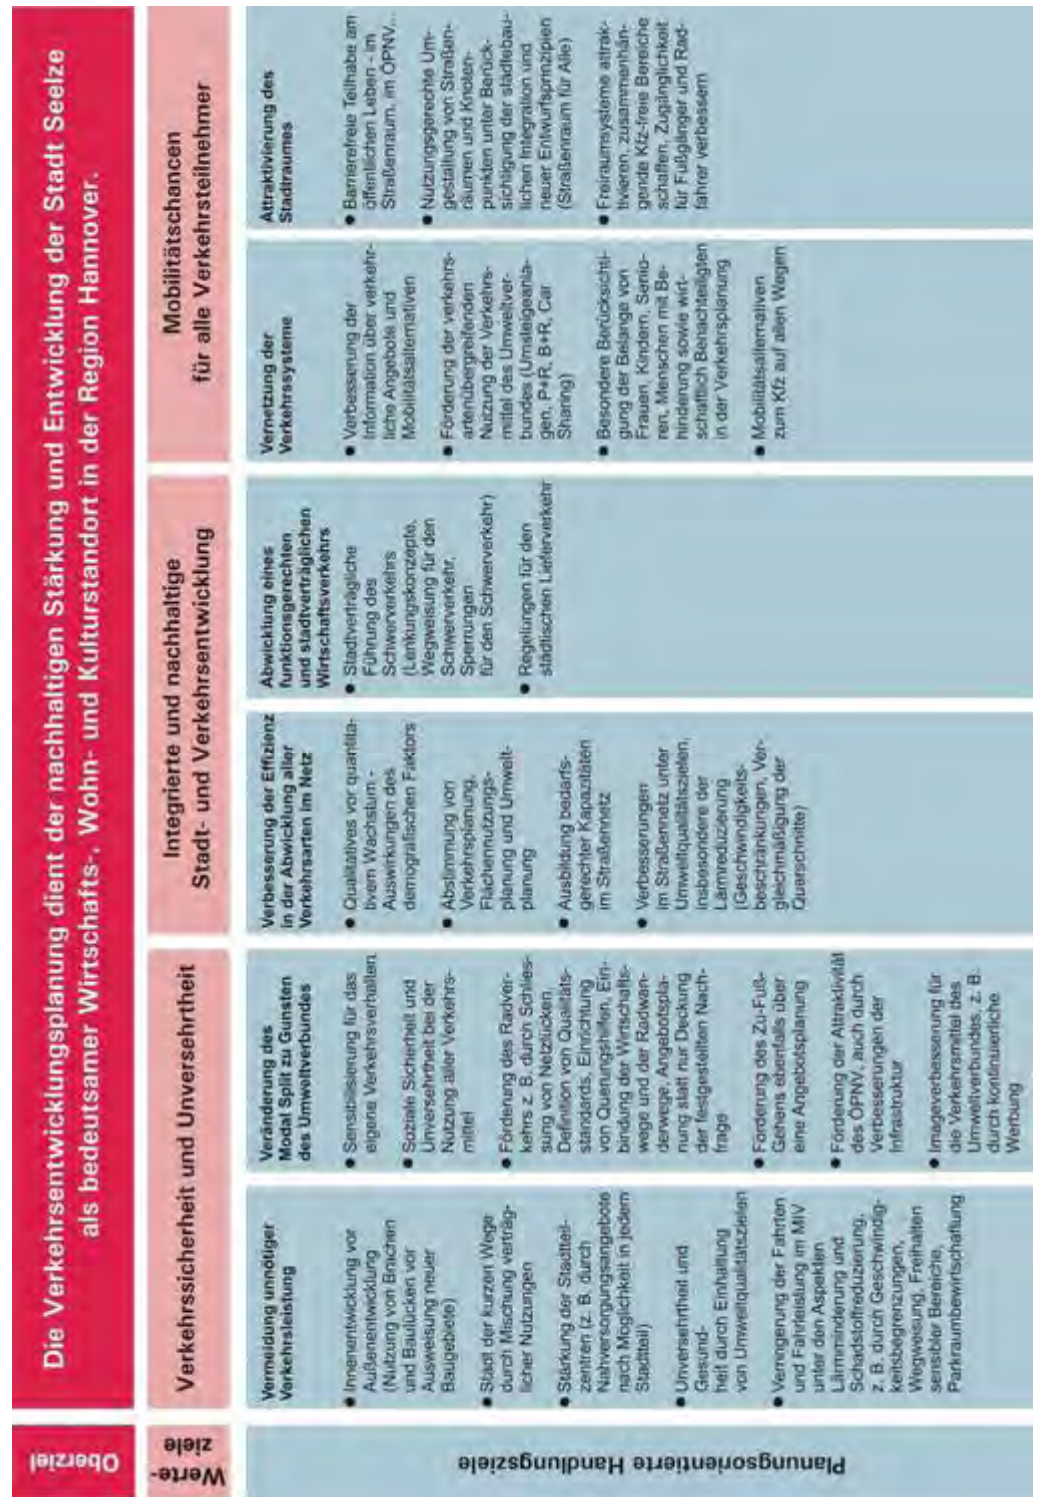 Oberziel
Die Verkehrsentwicklungsplanung dient der nachhaltigen Stärkung und Entwicklung der Stadt Seelze
als bedeutsamer Wirtschafts-, Wohn- und Kulturstandort in der Region Hannover.
Werte-
ziele
Verkehrssicherheit und Unversehrtheit
Integrierte und nachhaltige
Stadt- und Verkehrsentwicklung
Mobilitätschancen
für alle Verkehrsteilnehmer
Planungsorientierte Handlungsziele
Vermeidung unnötiger
Verkehrsleistung
● Innenentwicklung vor
Außenentwicklung
(Nutzung von Brachen
und Baulücken vor
Ausweisung neuer
Baugebiete)
● Stadt der kurzen Wege
durch Mischung verträg-
licher Nutzungen
● Stärkung der Stadtteil-
zentren (z. B. durch
Nahversorgungsangebote
nach Möglichkeit in jedem
Stadtteil)
● Unversehrtheit und
Gesund-
heit durch Einhaltung
von Umweltqualitätszielen
● Verringerung der Fahrten
und Fahrleistung im MIV
unter den Aspekten
Lärmminderung und
Schadstoffreduzierung,
z. B. durch Geschwindig-
keitsbegrenzungen,
Wegweisung, Freihalten
sensibler Bereiche,
Parkraumbewirtschaftung
Veränderung des
Modal Split zu Gunsten
des Umweltverbundes
● Sensibilisierung für das
eigene Verkehrsverhalten
● Soziale Sicherheit und
Unversehrtheit bei der
Nutzung aller Verkehrs-
mittel
● Förderung des Radver-
kehrs z. B. durch Schlies-
sung von Netzlücken,
Definition von Qualitäts-
standards, Einrichtung
von Querungshilfen, Ein-
bindung der Wirtschafts-
wege und der Radwan-
derwege, Angebotspla-
nung statt nur Deckung
der festgestellten Nach-
frage
● Förderung des Zu-Fuß-
Gehens ebenfalls über
eine Angebotsplanung
● Förderung der Attraktivität
des ÖPNV, auch durch
Verbesserungen der
Infrastruktur
● Imageverbesserung für
die Verkehrsmittel des
Umweltverbundes, z. B.
durch kontinuierliche
Werbung
Verbesserung der Effizienz
in der Abwicklung aller
Verkehrsarten im Netz
● Qualitatives vor quantita-
tivem Wachstum -
Auswirkungen des
demografischen Faktors
● Abstimmung von
Verkehrsplanung,
Flächennutzungs-
planung und Umwelt-
planung
● Ausbildung bedarfs-
gerechter Kapazitäten
im Straßennetz
● Verbesserungen
im Straßennetz unter
Umweltqualitätszielen,
insbesondere der
Lärmreduzierung
(Geschwindigkeits-
beschränkungen, Ver-
gleichmäßigung der
Querschnitte)
Abwicklung eines
funktionsgerechten
und stadtverträglichen
Wirtschaftsverkehrs
● Stadtverträgliche
Führung des
Schwerverkehrs
(Lenkungskonzepte,
Wegweisung für den
Schwerverkehr,
Sperrungen
für den Schwerverkehr)
● Regelungen für den
städtischen Lieferverkehr
Vernetzung der
Verkehrssysteme
● Verbesserung der
Information über verkehr-
liche Angebote und
Mobilitätsalternativen
● Förderung der verkehrs-
artenübergreifenden
Nutzung der Verkehrs-
mittel des Umweltver-
bundes (Umsteigeanla-
gen, P+R, B+R, Car
Sharing)
● Besondere Berücksichti-
gung der Belange von
Frauen, Kindern, Senio-
ren, Menschen mit Be-
hinderung sowie wirt-
schaftlich Benachteiligten
in der Verkehrsplanung
● Mobilitätsalternativen
zum Kfz auf allen Wegen
Attraktivierung des
Stadtraumes
● Barrierefreie Teilhabe am
öffentlichen Leben - im
Straßenraum, im ÖPNV...
● Nutzungsgerechte Um-
gestaltung von Straßen-
räumen und Knoten-
punkten unter Berück-
sichtigung der städtebau-
lichen Integration und
neuer Entwurfsprinzipien
(Straßenraum für Alle)
● Freiraumsysteme attrak-
tivieren, zusammenhän-
gende Kfz-freie Bereiche
schaffen, Zugänglichkeit
für Fußgänger und Rad-
fahrer verbessern